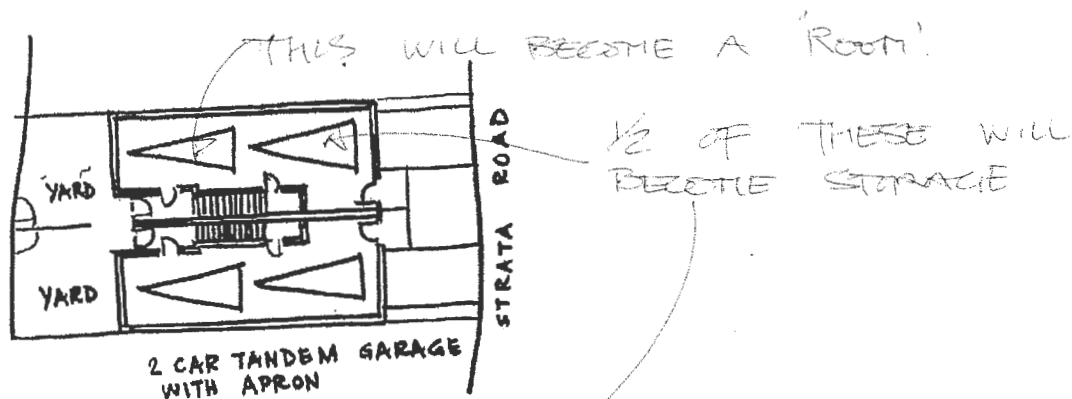 THIS WILL BECOME A 'ROOM'.
1/2 OF THESE WILL
BECOME STORAGE
STRATA ROAD
YARD
YARD
2 CAR TANDEM GARAGE
WITH APRON